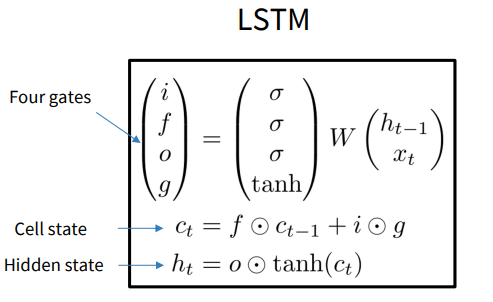 LSTM
Four gates
i σ
f σ h_{t−1}
= W
o σ x_t
g tanh
Cell state c_t = f ⊙ c_{t−1} + i ⊙ g
Hidden state h_t = o ⊙ tanh(c_t)